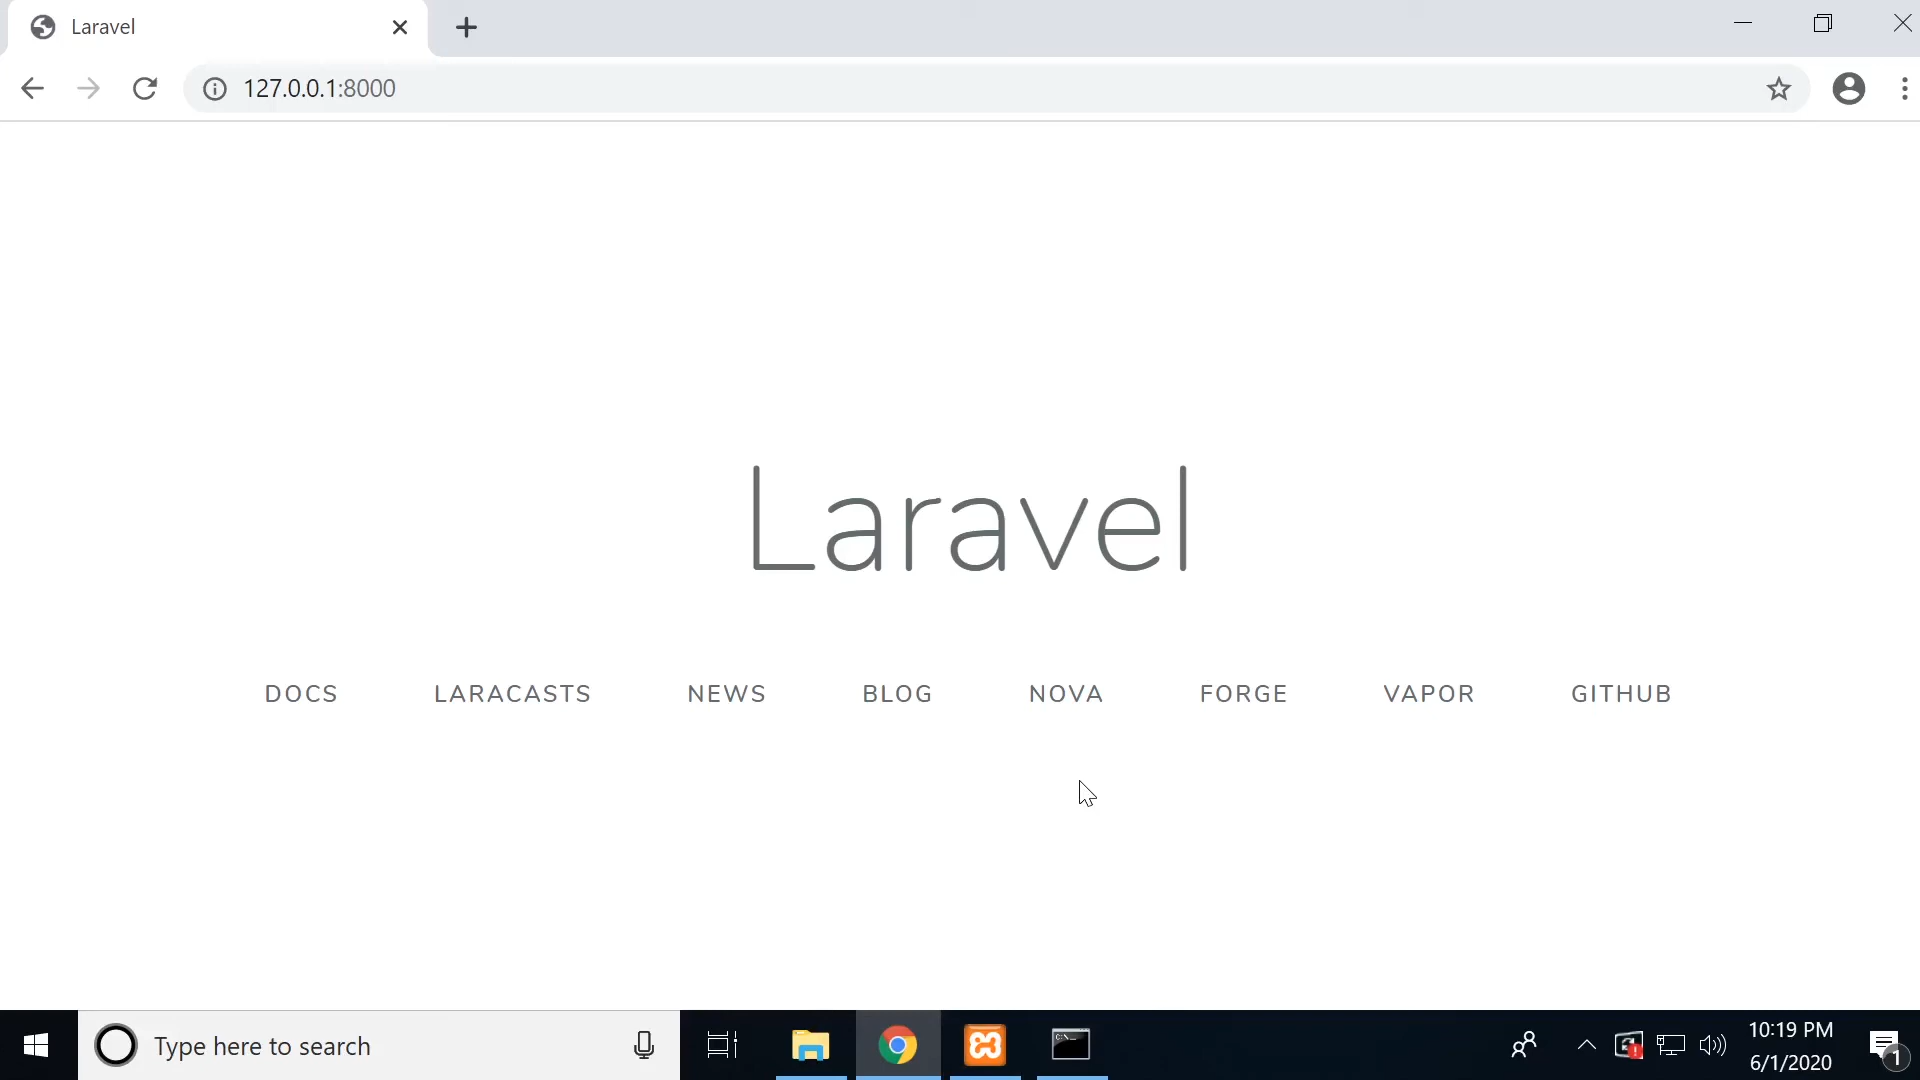 Laravel
127.0.0.1:8000
Laravel
DOCS LARACASTS NEWS BLOG NOVA FORGE VAPOR GITHUB
Type here to search
10:19 PM
6/1/2020
1